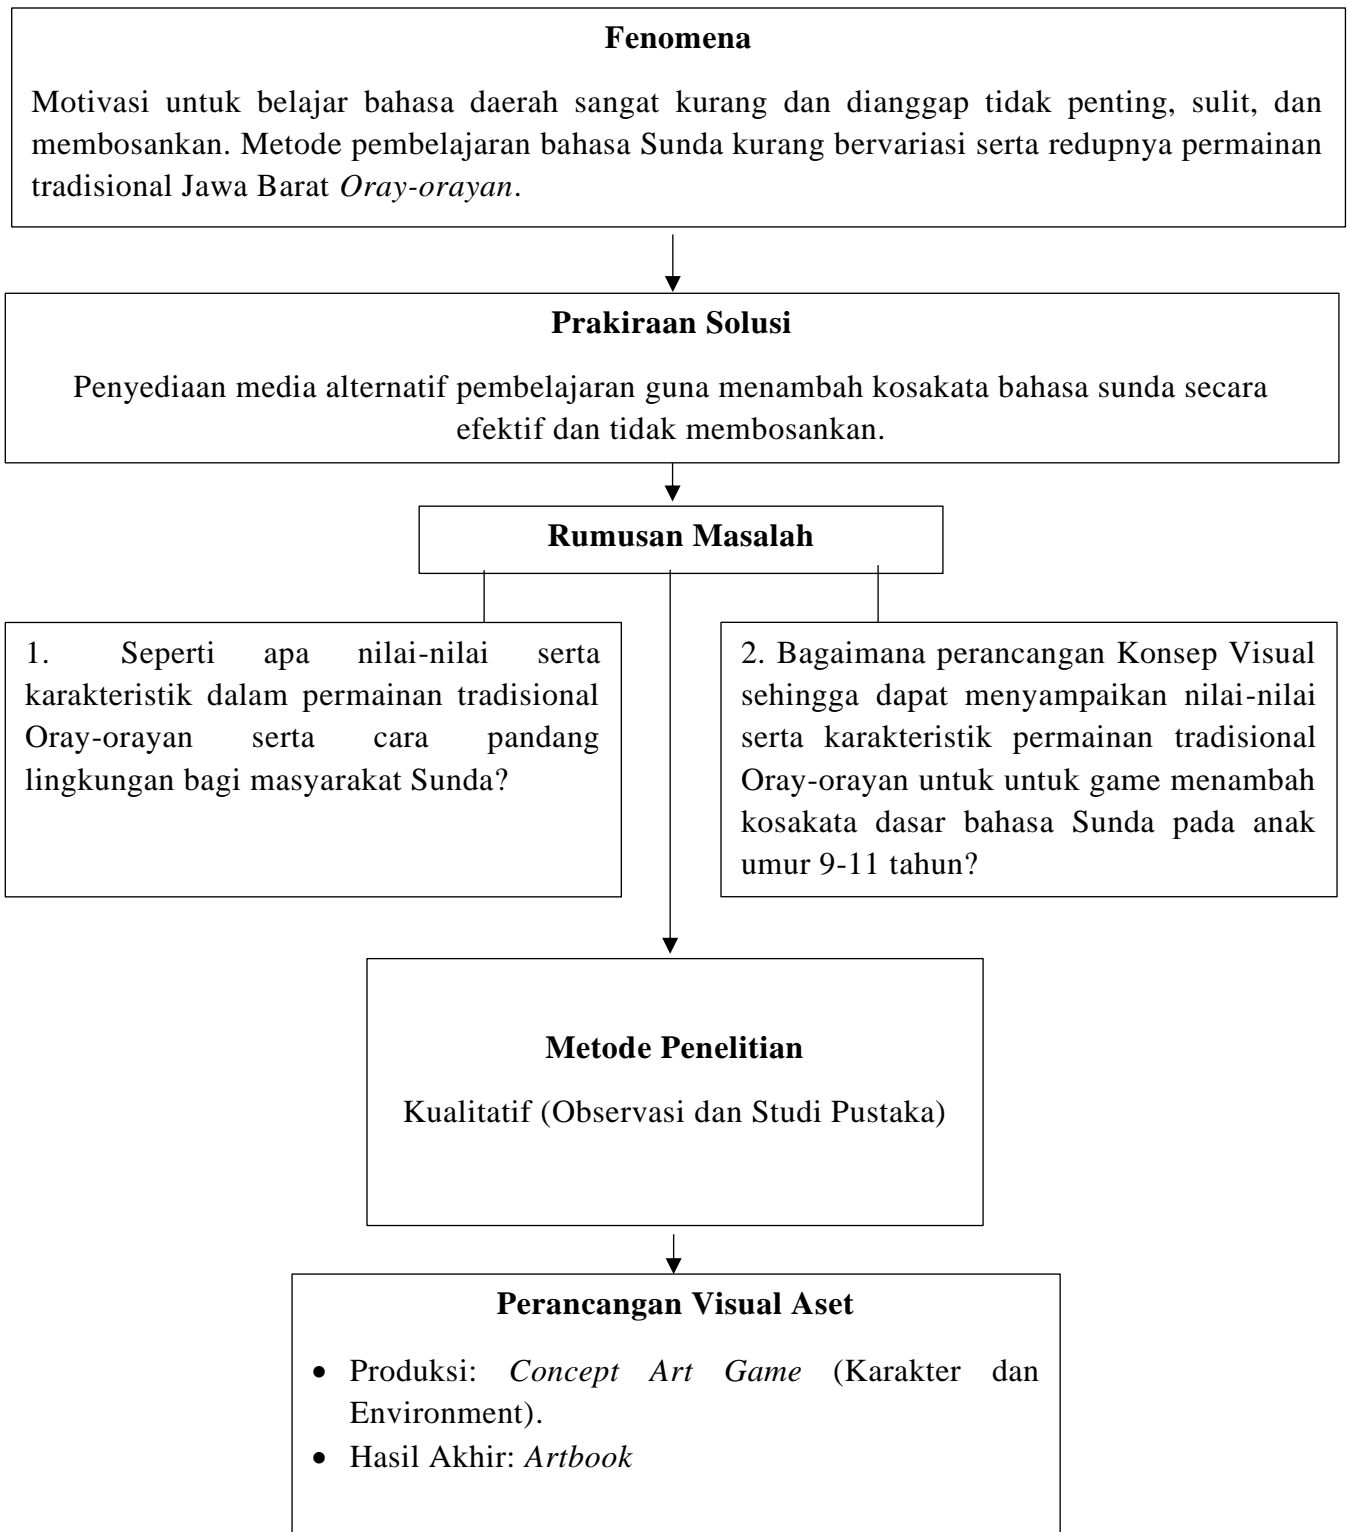 Fenomena
Motivasi untuk belajar bahasa daerah sangat kurang dan dianggap tidak penting, sulit, dan
membosankan. Metode pembelajaran bahasa Sunda kurang bervariasi serta redupnya permainan
tradisional Jawa Barat Oray-orayan.
Prakiraan Solusi
Penyediaan media alternatif pembelajaran guna menambah kosakata bahasa sunda secara
efektif dan tidak membosankan.
Rumusan Masalah
1. Seperti apa nilai-nilai serta
karakteristik dalam permainan tradisional
Oray-orayan serta cara pandang
lingkungan bagi masyarakat Sunda?
2. Bagaimana perancangan Konsep Visual
sehingga dapat menyampaikan nilai-nilai
serta karakteristik permainan tradisional
Oray-orayan untuk untuk game menambah
kosakata dasar bahasa Sunda pada anak
umur 9-11 tahun?
Metode Penelitian
Kualitatif (Observasi dan Studi Pustaka)
Perancangan Visual Aset
• Produksi: Concept Art Game (Karakter dan
Environment).
• Hasil Akhir: Artbook